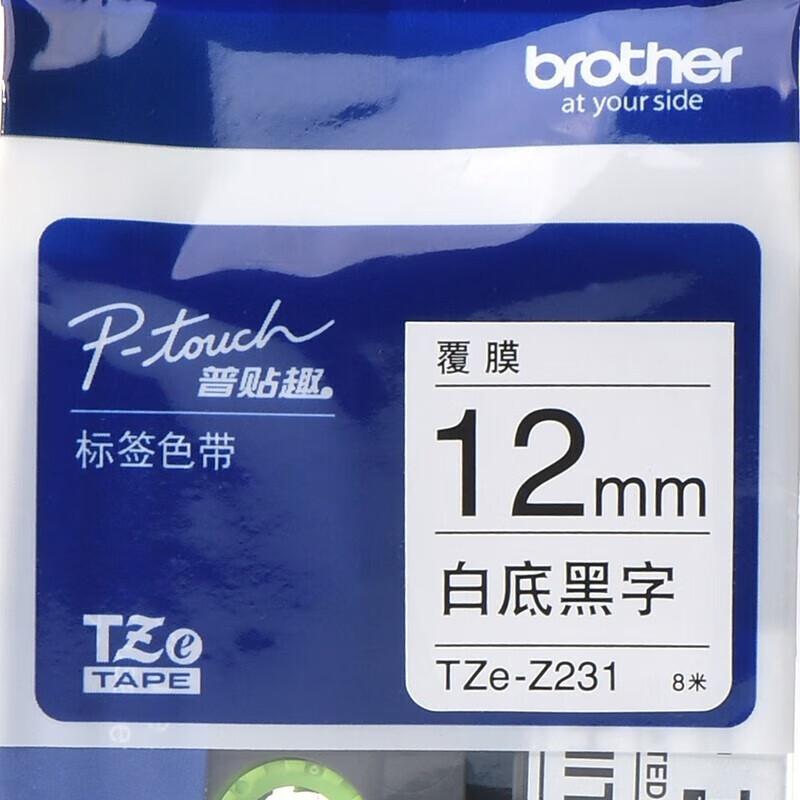 brother
at your side
P-touch
普贴趣
标签色带
覆膜
12mm
白底黑字
TZe-Z231 8米
TZe
TAPE